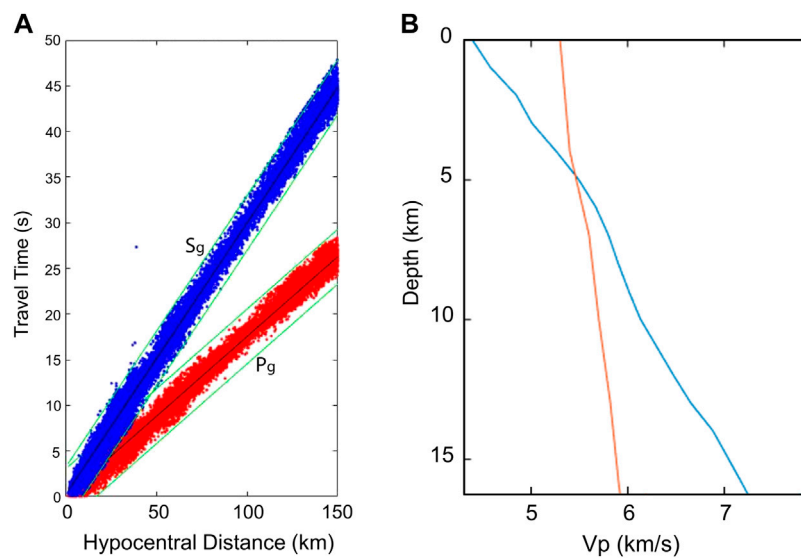 A
50
45
40
35
30
25
20
15
10
5
0
Travel Time (s)
Sg
Pg
0 50 100 150
Hypocentral Distance (km)
B
0
5
10
15
Depth (km)
5 6 7
Vp (km/s)